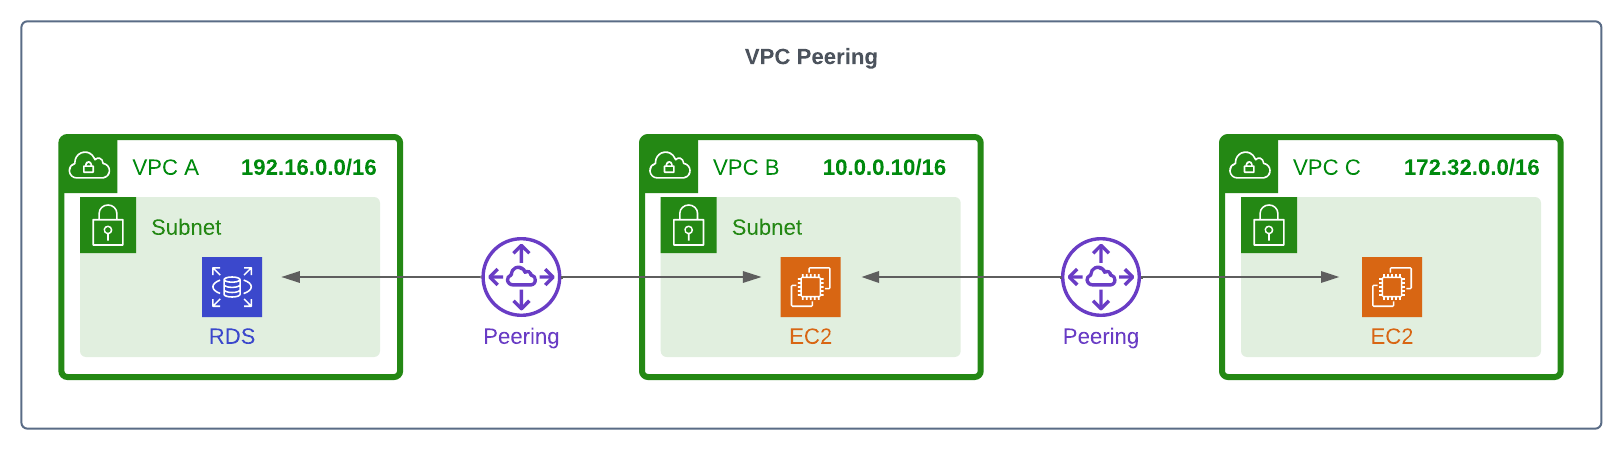 VPC Peering
VPC A 192.16.0.0/16
Subnet
RDS
Peering
VPC B 10.0.0.10/16
Subnet
EC2
Peering
VPC C 172.32.0.0/16
EC2